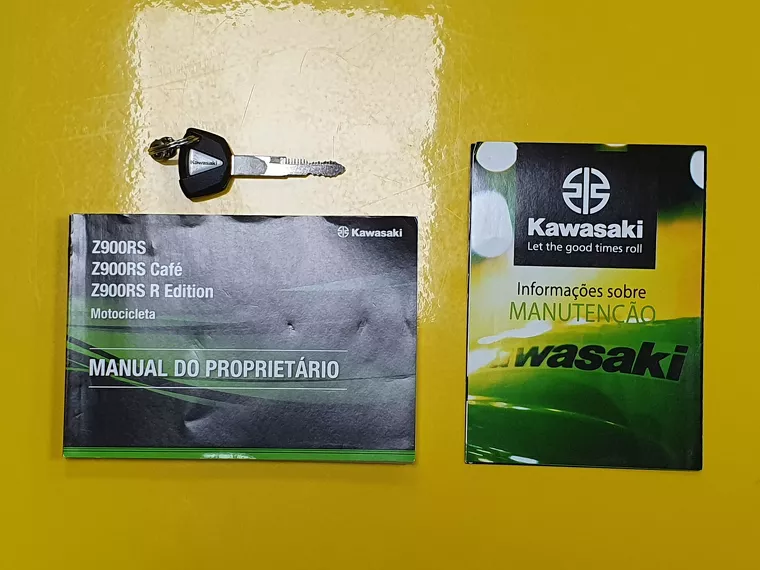 Kawasaki
Z900RS
Z900RS Café
Z900RS R Edition
Motocicleta
Kawasaki
MANUAL DO PROPRIETÁRIO
Kawasaki
Let the good times roll
Informações sobre
MANUTENÇÃO
Kawasaki